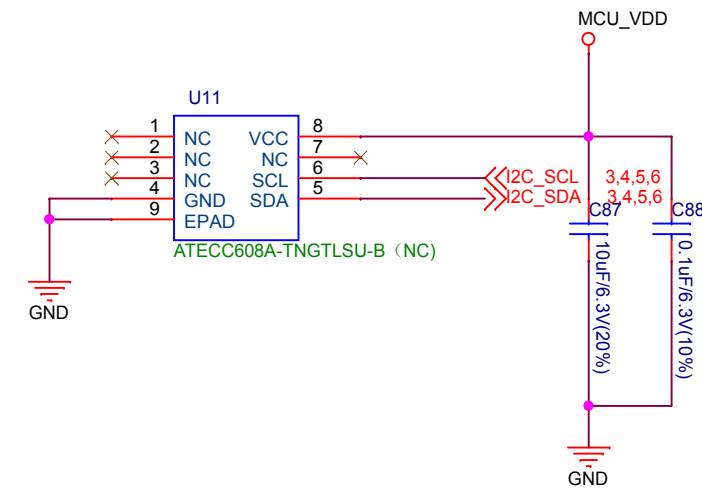 MCU_VDD
U11
1 NC VCC 8
2 NC NC 7
3 NC SCL 6 I2C_SCL 3,4,5,6
4 GND SDA 5 I2C_SDA 3,4,5,6
9 EPAD
ATECC608A-TNGTLSU-B（NC)
GND
C87
10uF/6.3V(20%)
C88
0.1uF/6.3V(10%)
GND